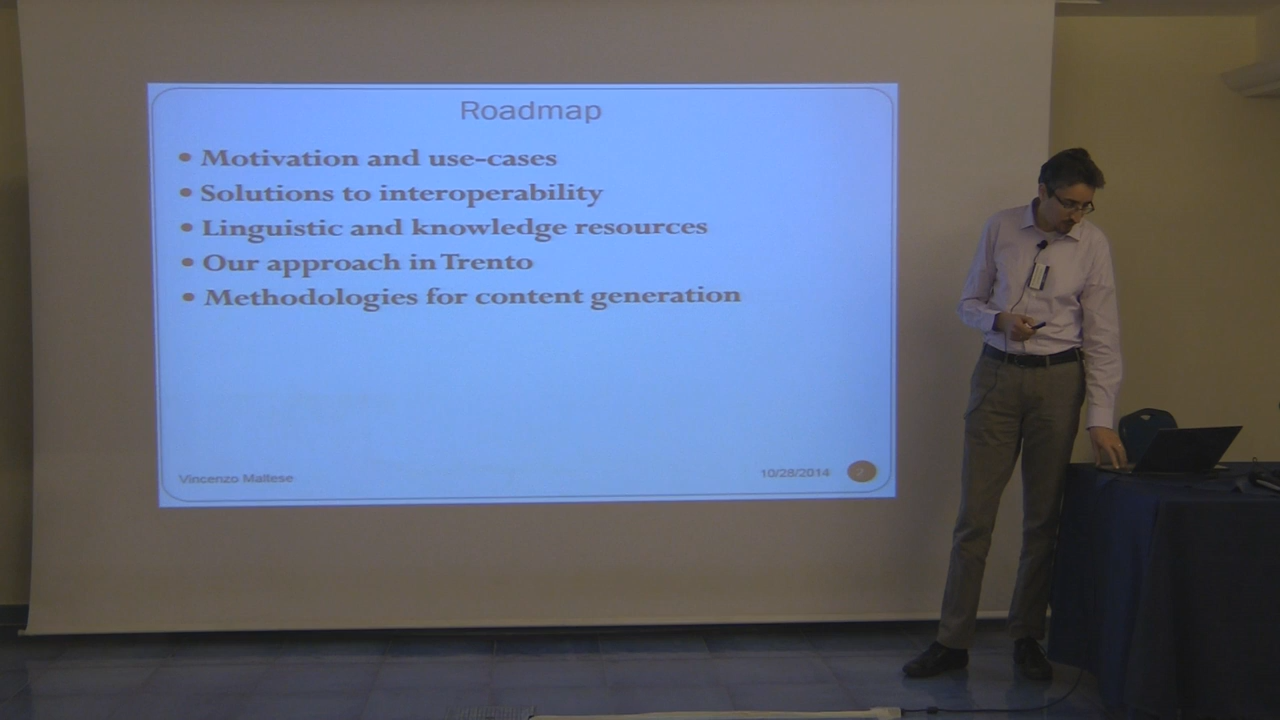 Roadmap
• Motivation and use-cases
• Solutions to interoperability
• Linguistic and knowledge resources
• Our approach in Trento
• Methodologies for content generation
Vincenzo Maltese
10/28/2014
2